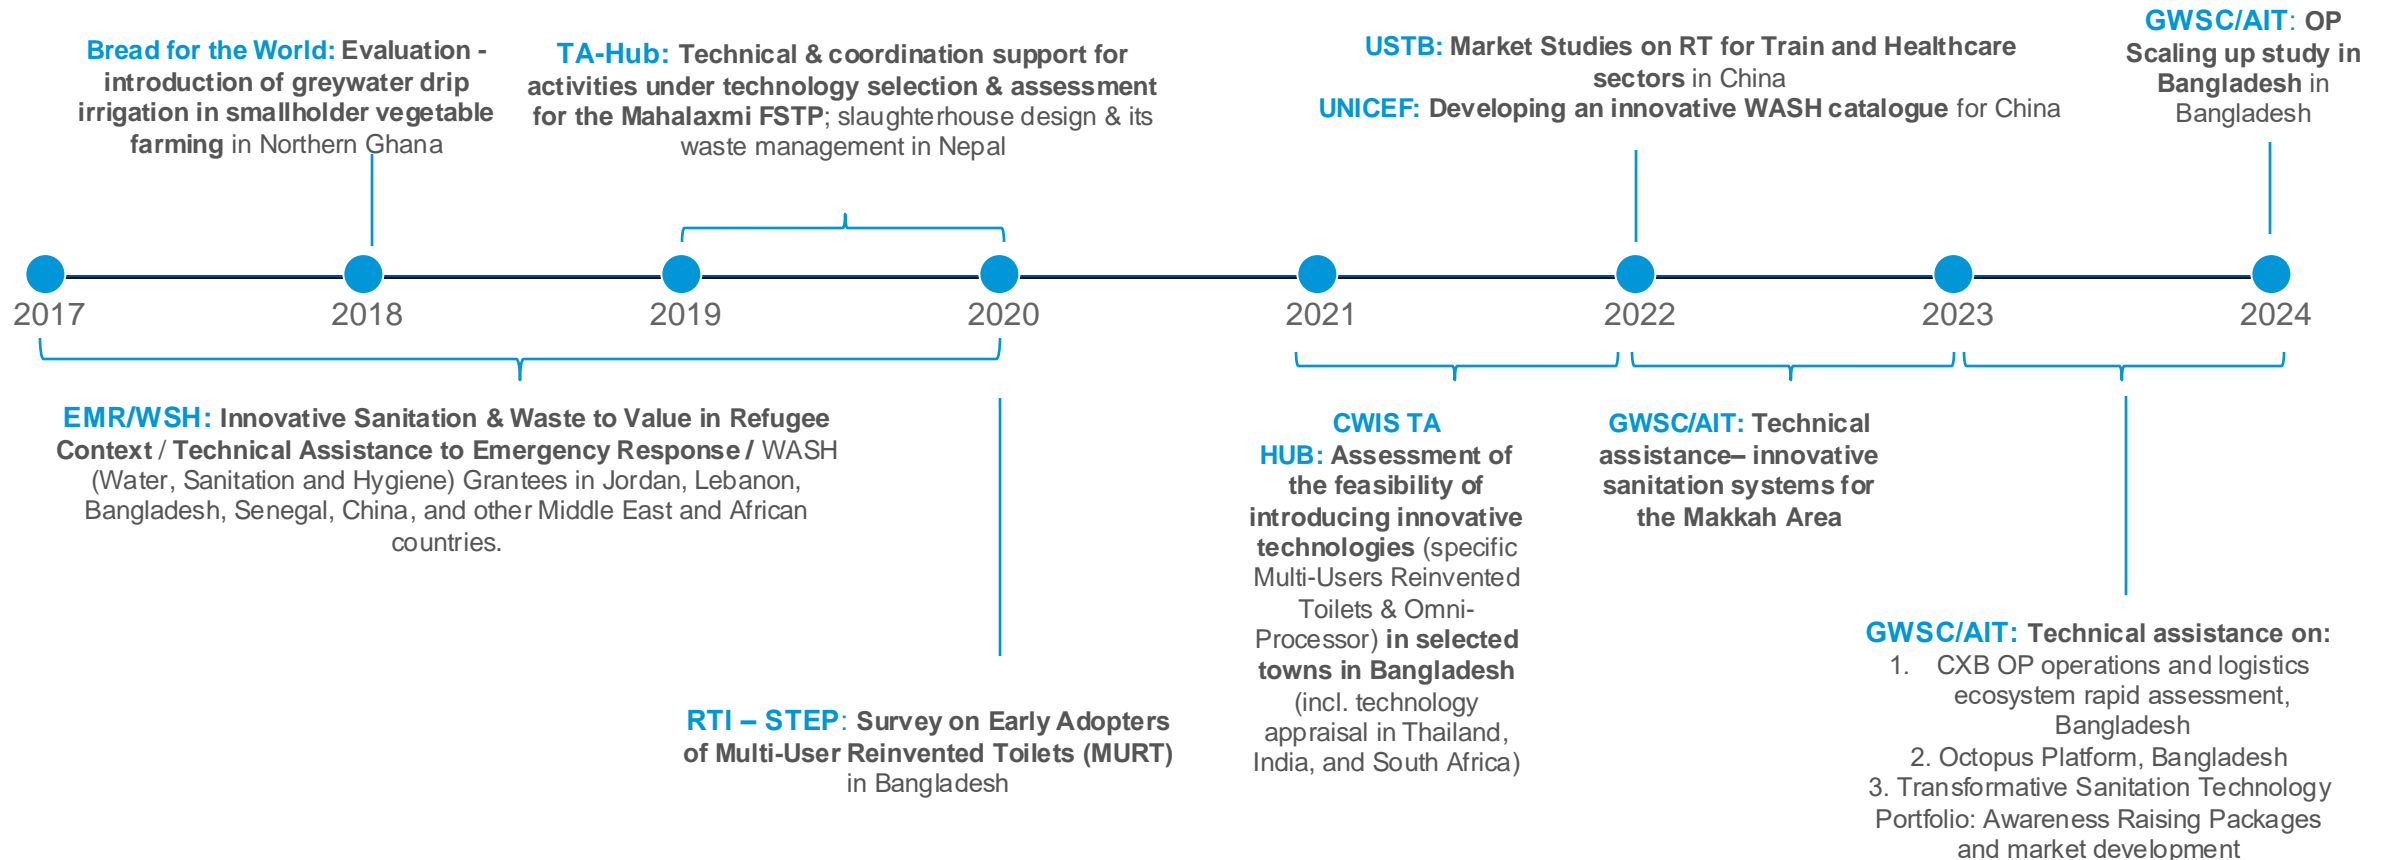 Bread for the World: Evaluation -
introduction of greywater drip
irrigation in smallholder vegetable
farming in Northern Ghana
TA-Hub: Technical & coordination support for
activities under technology selection & assessment
for the Mahalaxmi FSTP; slaughterhouse design & its
waste management in Nepal
USTB: Market Studies on RT for Train and Healthcare
sectors in China
UNICEF: Developing an innovative WASH catalogue for China
GWSC/AIT: OP
Scaling up study in
Bangladesh in
Bangladesh
2017
2018
2019
2020
2021
2022
2023
2024
EMR/WSH: Innovative Sanitation & Waste to Value in Refugee
Context / Technical Assistance to Emergency Response / WASH
(Water, Sanitation and Hygiene) Grantees in Jordan, Lebanon,
Bangladesh, Senegal, China, and other Middle East and African
countries.
RTI – STEP: Survey on Early Adopters
of Multi-User Reinvented Toilets (MURT)
in Bangladesh
CWIS TA
HUB: Assessment of
the feasibility of
introducing innovative
technologies (specific
Multi-Users Reinvented
Toilets & Omni-
Processor) in selected
towns in Bangladesh
(incl. technology
appraisal in Thailand,
India, and South Africa)
GWSC/AIT: Technical
assistance– innovative
sanitation systems for
the Makkah Area
GWSC/AIT: Technical assistance on:
1. CXB OP operations and logistics
ecosystem rapid assessment,
Bangladesh
2. Octopus Platform, Bangladesh
3. Transformative Sanitation Technology
Portfolio: Awareness Raising Packages
and market development